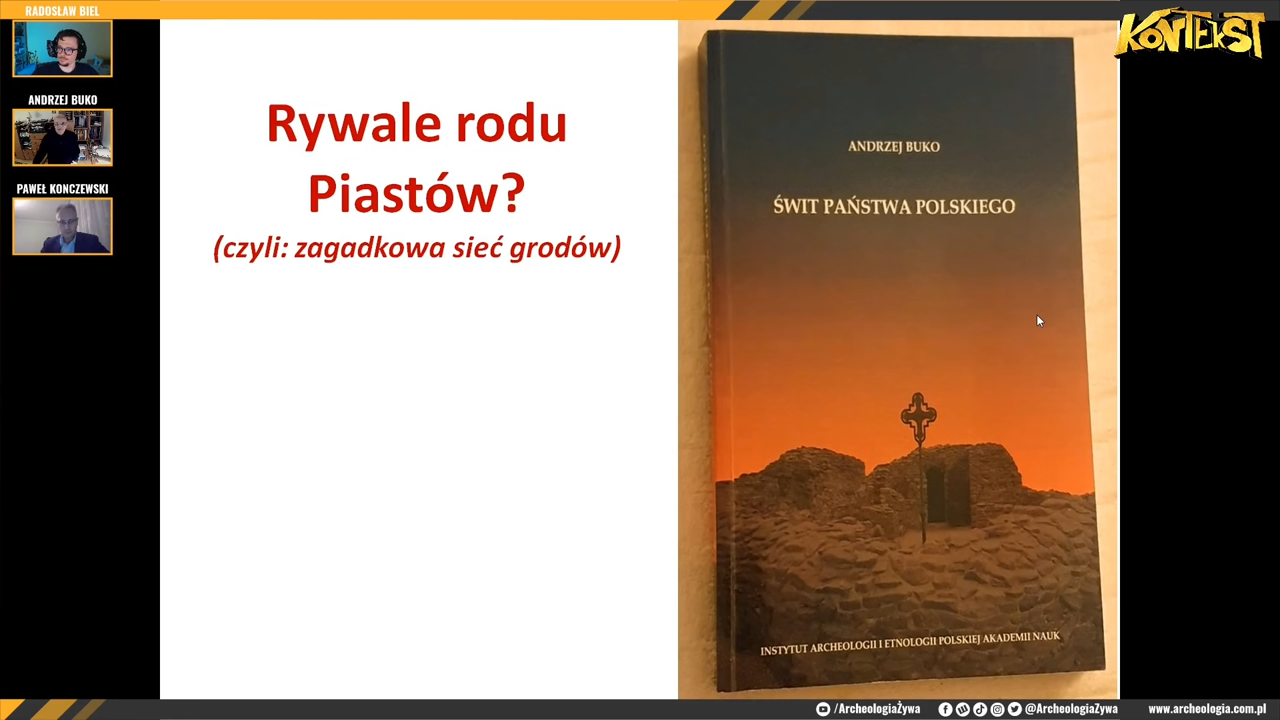 RADOSŁAW BIEL
ANDRZEJ BUKO
PAWEŁ KONCZEWSKI
KONTEKST
Rywale rodu
Piastów?
(czyli: zagadkowa sieć grodów)
ANDRZEJ BUKO
ŚWIT PAŃSTWA POLSKIEGO
INSTYTUT ARCHEOLOGII I ETNOLOGII POLSKIEJ AKADEMII NAUK
/ArcheologiaŻywa
@ArcheologiaZywa
www.archeologia.com.pl